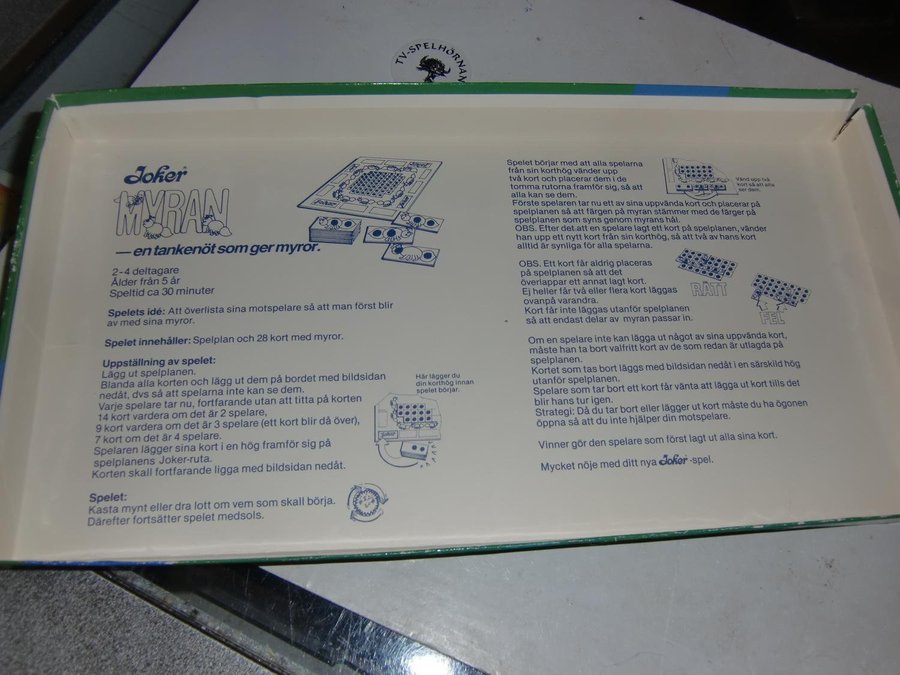 TV-SPELHÖRNAN
Joker
MYRAN
— en tankenöt som ger myror.
2-4 deltagare
Ålder från 5 år
Speltid ca 30 minuter
Spelets idé: Att överlista sina motspelare så att man först blir
av med sina myror.
Spelet innehåller: Spelplan och 28 kort med myror.
Uppställning av spelet:
Lägg ut spelplanen.
Blanda alla korten och lägg ut dem på bordet med bildsidan
nedåt, dvs så att spelarna inte kan se dem.
Varje spelare tar nu, fortfarande utan att titta på korten
14 kort vardera om det är 2 spelare,
9 kort vardera om det är 3 spelare (ett kort blir då över),
7 kort om det är 4 spelare.
Spelaren lägger sina kort i en hög framför sig på
spelplanens Joker-ruta.
Korten skall fortfarande ligga med bildsidan nedåt.
Här lägger du
din korthög innan
spelet börjar.
Joker
Spelet:
Kasta mynt eller dra lott om vem som skall börja.
Därefter fortsätter spelet medsols.
Spelet börjar med att alla spelarna
från sin korthög vänder upp
två kort och placerar dem i de
tomma rutorna framför sig, så att
alla kan se dem.
Vänd upp två
kort så att alla
ser dem.
Förste spelaren tar nu ett av sina uppvända kort och placerar på
spelplanen så att färgen på myran stämmer med de färger på
spelplanen som syns genom myrans hål.
OBS. Efter det att en spelare lagt ett kort på spelplanen, vänder
han upp ett nytt kort från sin korthög, så att två av hans kort
alltid är synliga för alla spelarna.
OBS. Ett kort får aldrig placeras
på spelplanen så att det
överlappar ett annat lagt kort.
Ej heller får två eller flera kort läggas
ovanpå varandra.
Kort får inte läggas utanför spelplanen
så att endast delar av myran passar in.
RÄTT
FEL
Om en spelare inte kan lägga ut något av sina uppvända kort,
måste han ta bort valfritt kort av de som redan är utlagda på
spelplanen.
Kortet som tas bort läggs med bildsidan nedåt i en särskild hög
utanför spelplanen.
Spelare som tar bort ett kort får vänta att lägga ut kort tills det
blir hans tur igen.
Strategi: Då du tar bort eller lägger ut kort måste du ha ögonen
öppna så att du inte hjälper din motspelare.
Vinner gör den spelare som först lagt ut alla sina kort.
Mycket nöje med ditt nya Joker-spel.